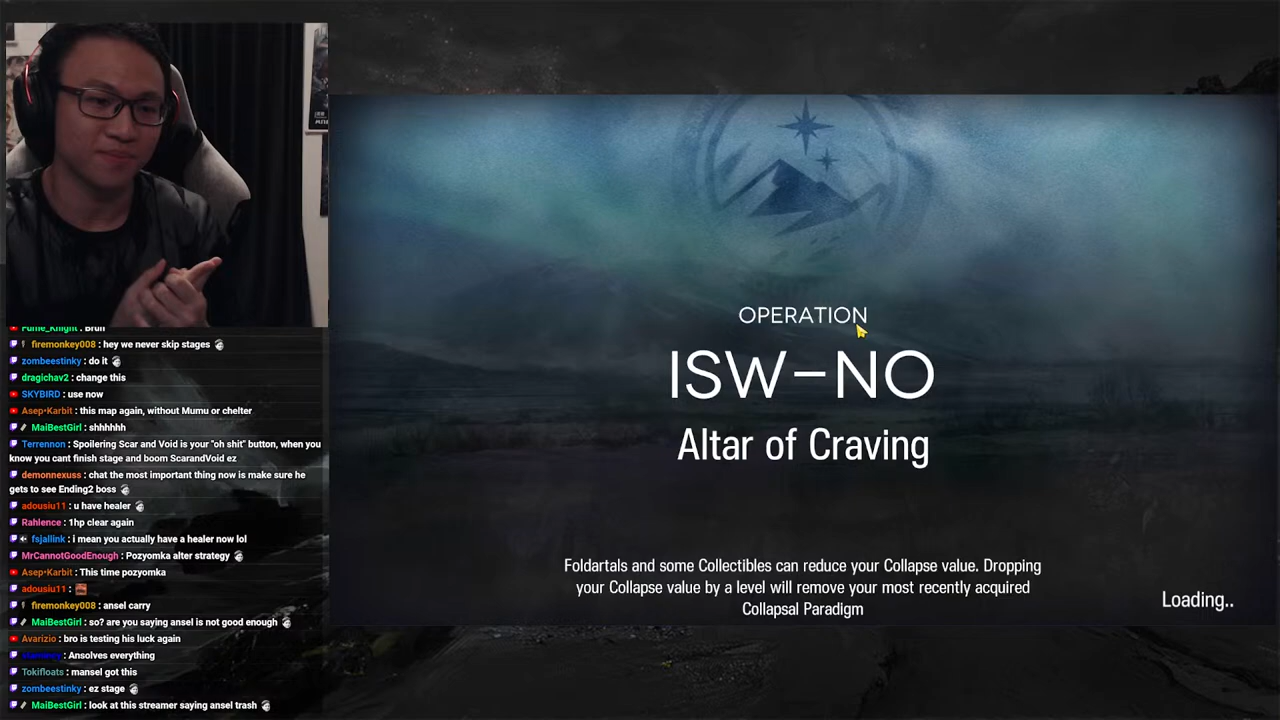 Fume_Knight : Bruh
firemonkey008 : hey we never skip stages
zombeestinky : do it
dragichav2 : change this
SKYBIRD : use now
Asep•Karbit : this map again, without Mumu or chelter
MaiBestGirl : shhhhhh
Terrennon : Spoilering Scar and Void is your "oh shit" button, when you
know you cant finish stage and boom ScarandVoid ez
demonnexuss : chat the most important thing now is make sure he
gets to see Ending2 boss
adousiu11 : u have healer
Rahlence : 1hp clear again
fsjallink : i mean you actually have a healer now lol
MrCannotGoodEnough : Pozyomka alter strategy
Asep•Karbit : This time pozyomka
adousiu11 :
firemonkey008 : ansel carry
MaiBestGirl : so? are you saying ansel is not good enough
Avarizio : bro is testing his luck again
: Ansolves everything
Tokifloats : mansel got this
zombeestinky : ez stage
MaiBestGirl : look at this streamer saying ansel trash
OPERATION
ISW-NO
Altar of Craving
Foldartals and some Collectibles can reduce your Collapse value. Dropping
your Collapse value by a level will remove your most recently acquired
Collapsal Paradigm
Loading..